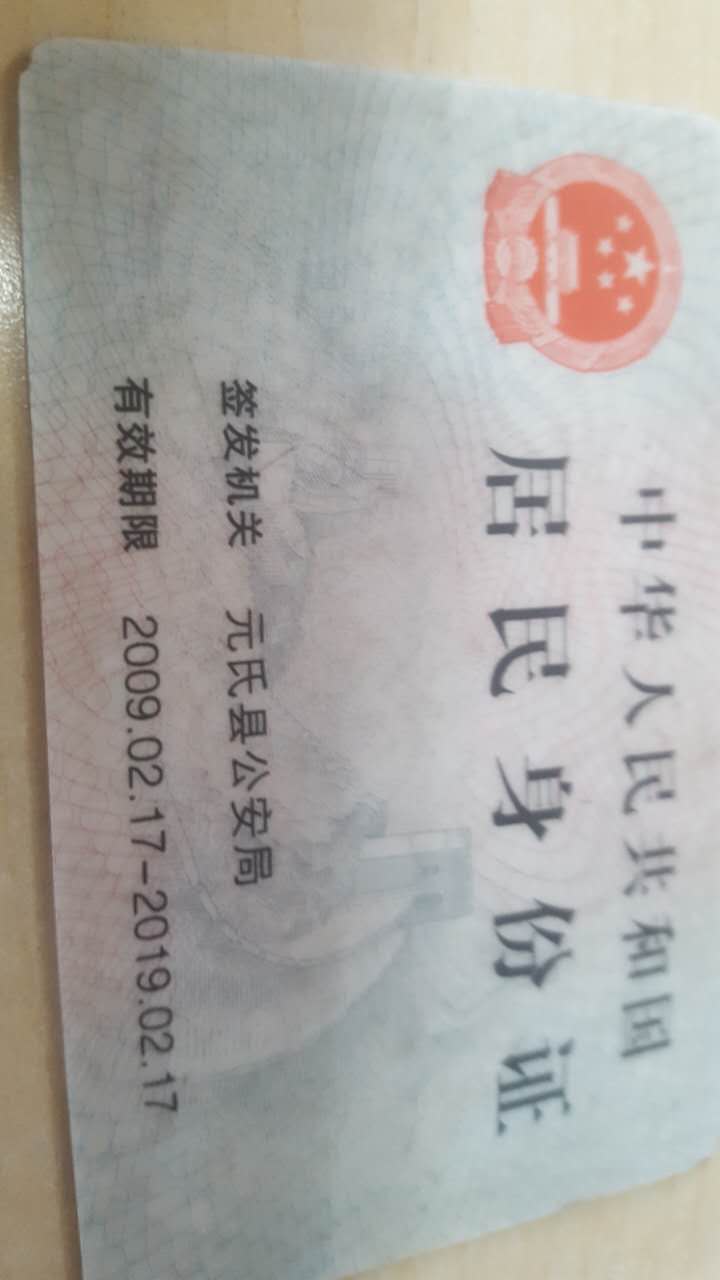 中华人民共和国
居民身份证
签发机关 元氏县公安局
有效期限 2009.02.17-2019.02.17